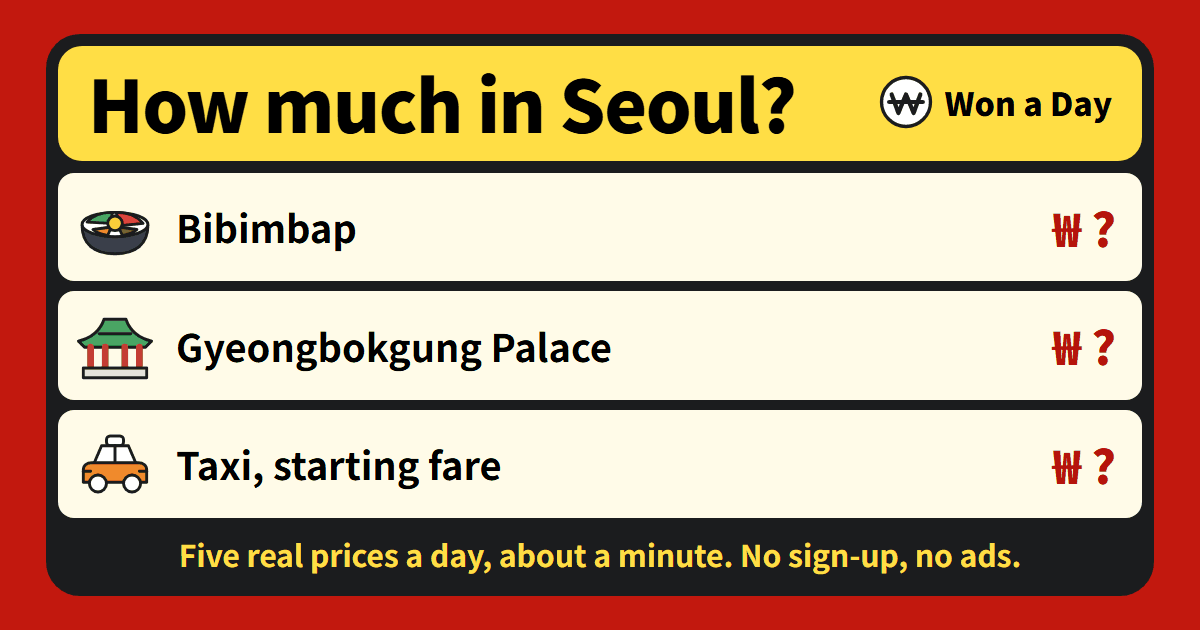 How much in Seoul?
₩ Won a Day
Bibimbap
₩ ?
Gyeongbokgung Palace
₩ ?
Taxi, starting fare
₩ ?
Five real prices a day, about a minute. No sign-up, no ads.